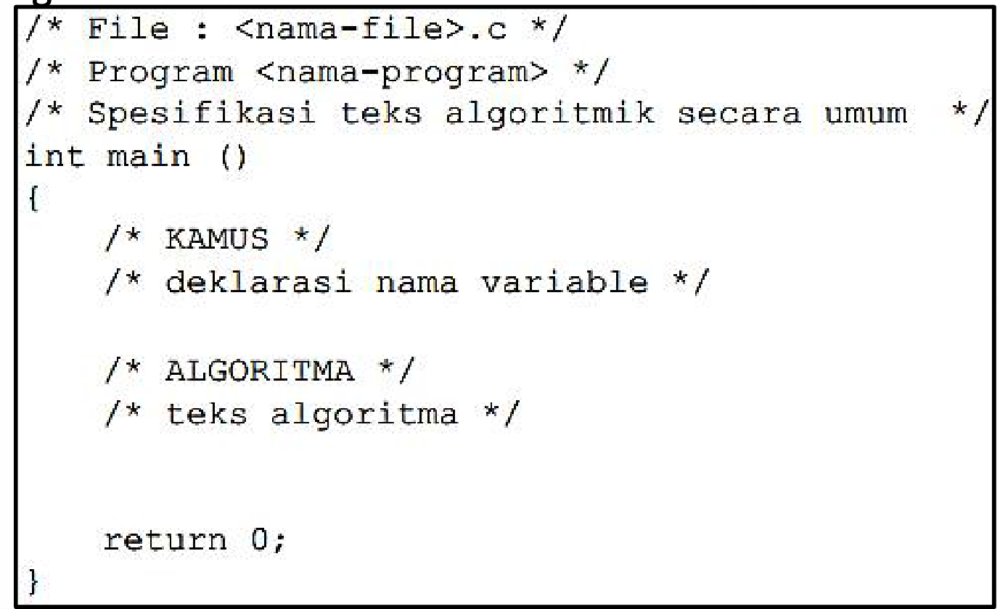 /* File : <nama-file>.c */
/* Program <nama-program> */
/* Spesifikasi teks algoritmik secara umum  */
int main ()
{
    /* KAMUS */
    /* deklarasi nama variable */
    /* ALGORITMA */
    /* teks algoritma */
    return 0;
}